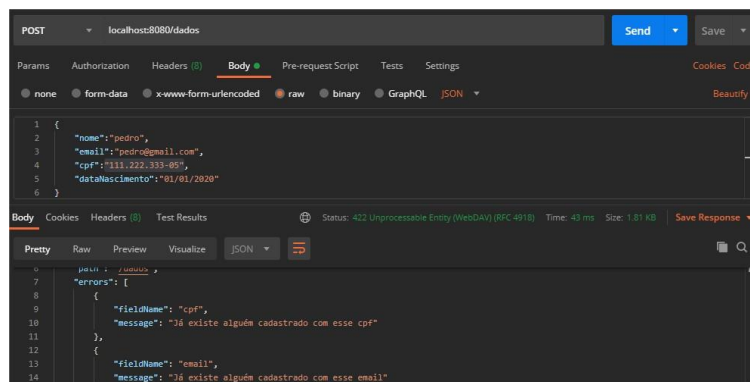 POST localhost:8080/dados Send Save
Params Authorization Headers (8) Body Pre-request Script Tests Settings Cookies Cod
none form-data x-www-form-urlencoded raw binary GraphQL JSON Beautify
1 {
2 "nome":"pedro",
3 "email":"pedro@gmail.com",
4 "cpf":"111.222.333-05",
5 "dataNascimento":"01/01/2020"
6 }
Body Cookies Headers (8) Test Results Status: 422 Unprocessable Entity (WebDAV) (RFC 4918) Time: 43 ms Size: 1.81 KB Save Response
Pretty Raw Preview Visualize JSON
6 "path": "/dados",
7 "errors": [
8 {
9 "fieldName": "cpf",
10 "message": "Já existe alguém cadastrado com esse cpf"
11 },
12 {
13 "fieldName": "email",
14 "message": "Já existe alguém cadastrado com esse email"